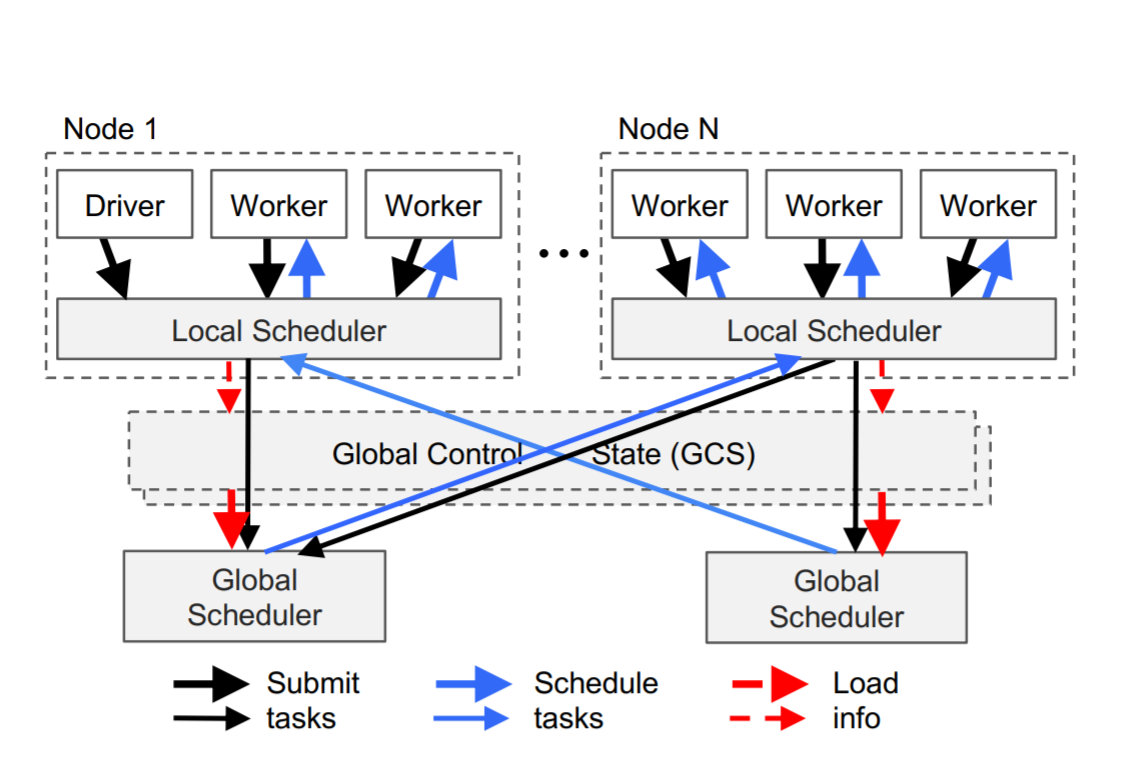 Node 1
Node N
Driver
Worker
Worker
...
Worker
Worker
Worker
Local Scheduler
Local Scheduler
Global Control State (GCS)
Global
Scheduler
Global
Scheduler
Submit
tasks
Schedule
tasks
Load
info